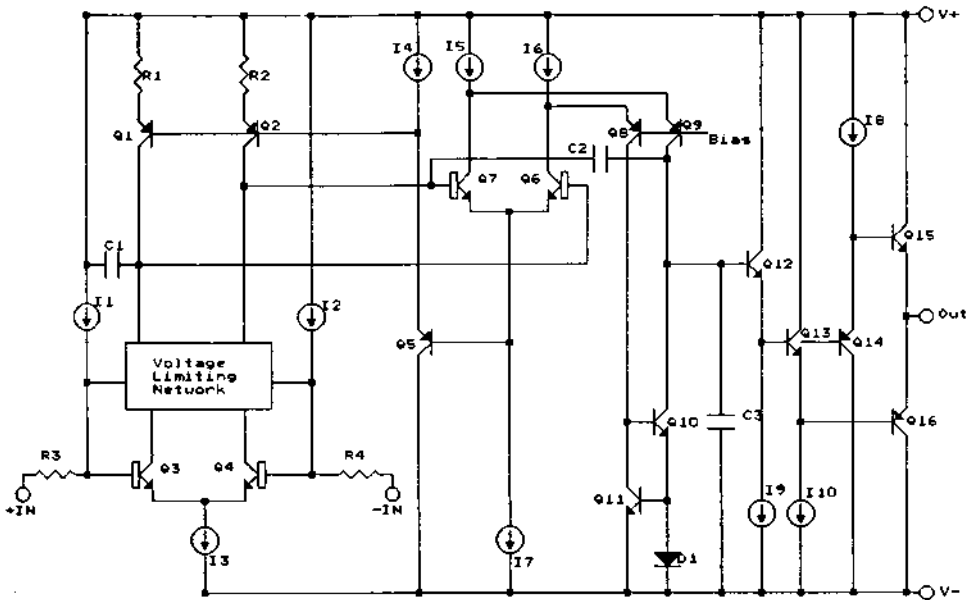 V+
I4
I5
I6
R1
R2
Q1
Q2
Q8
Q9
I8
Bias
C2
Q7
Q6
C1
Q12
Q15
I1
I2
Out
Q5
Q13
Q14
Voltage
Limiting
Network
Q10
C3
Q16
R3
Q3
Q4
R4
Q11
I9
I10
+IN
-IN
I3
I7
D1
V-